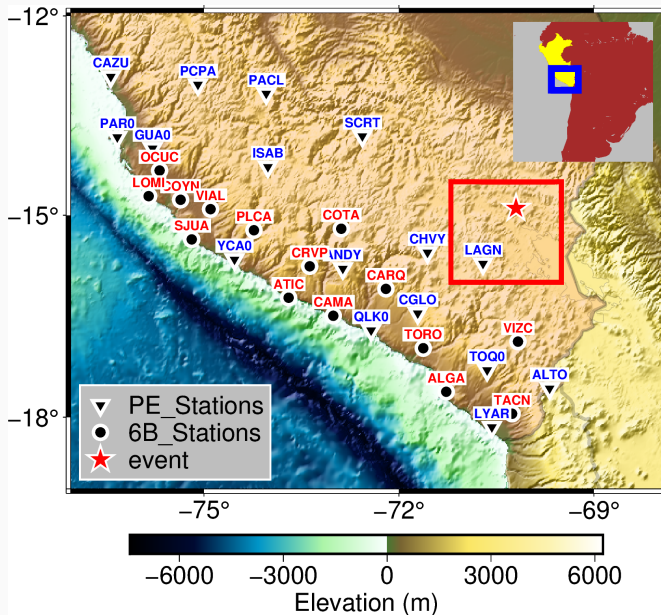 −12°
CAZU
PCPA
PACL
PAR0
GUA0
SCRT
OCUC
ISAB
LOMI
COYN
VIAL
−15°
PLCA
COTA
SJUA
YCA0
CRVP
ANDY
CHVY
LAGN
ATIC
CARQ
CAMA
QLK0
CGLO
TORO
VIZC
TOQ0
ALGA
ALTO
TACN
LYAR
−18°
PE_Stations
6B_Stations
event
−75°
−72°
−69°
−6000
−3000
0
3000
6000
Elevation (m)